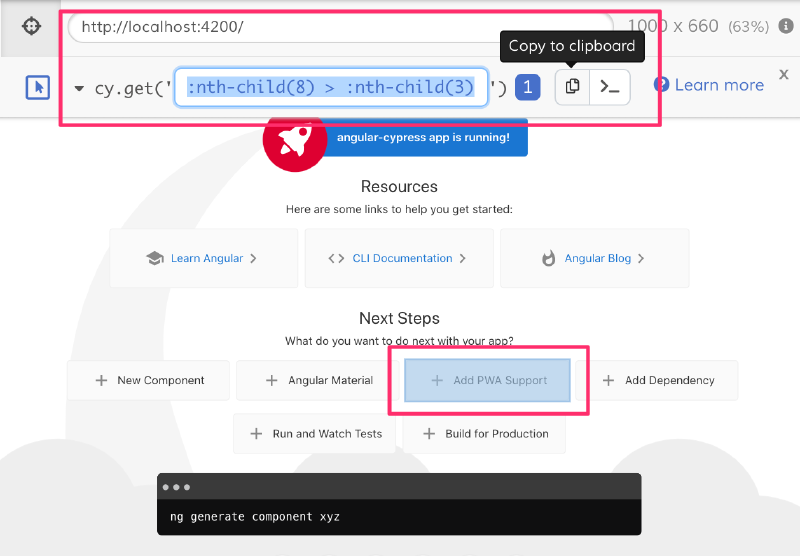 http://localhost:4200/
1000 x 660 (63%)
Copy to clipboard
cy.get(' :nth-child(8) > :nth-child(3) ') 1 >_ Learn more x
angular-cypress app is running!
Resources
Here are some links to help you get started:
Learn Angular
CLI Documentation
Angular Blog
Next Steps
What do you want to do next with your app?
New Component
Angular Material
Add PWA Support
Add Dependency
Run and Watch Tests
Build for Production
ng generate component xyz